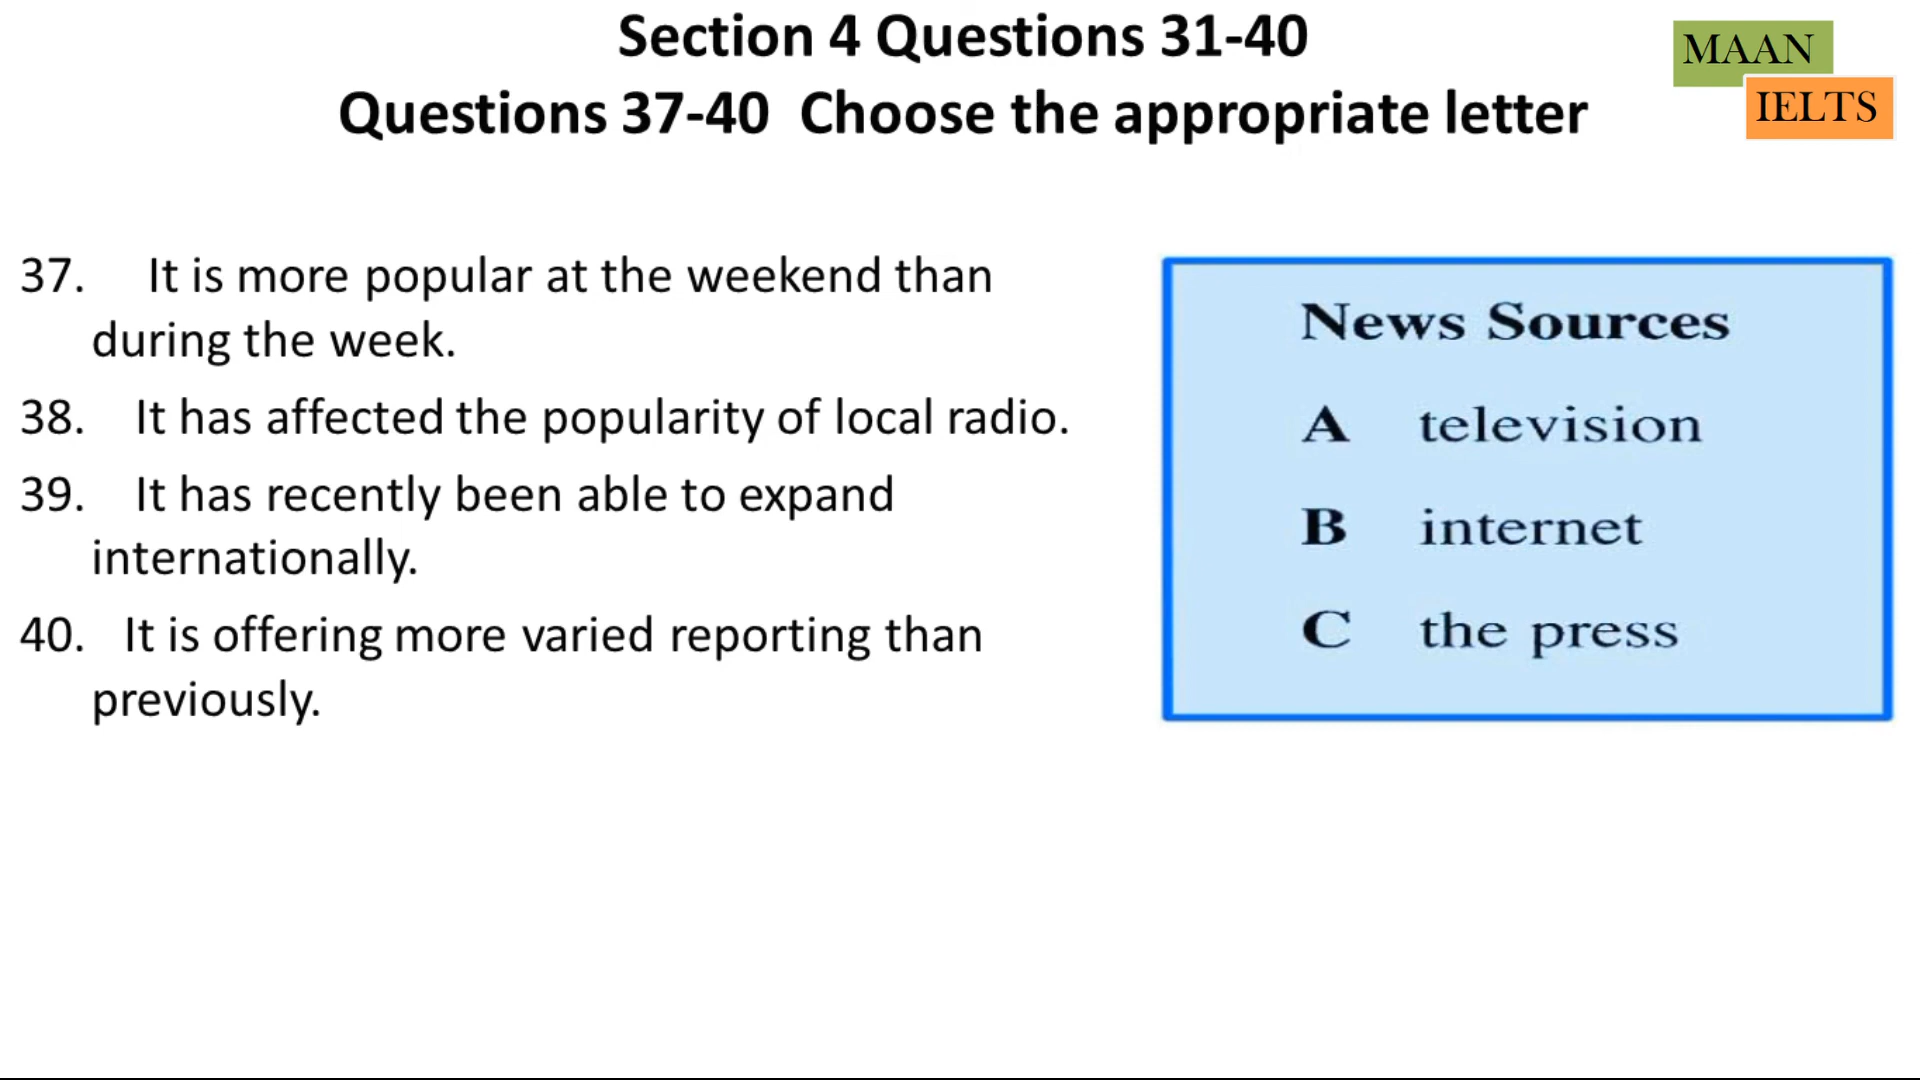 Section 4 Questions 31-40
Questions 37-40 Choose the appropriate letter
MAAN
IELTS
37. It is more popular at the weekend than
during the week.
38. It has affected the popularity of local radio.
39. It has recently been able to expand
internationally.
40. It is offering more varied reporting than
previously.
News Sources
A television
B internet
C the press